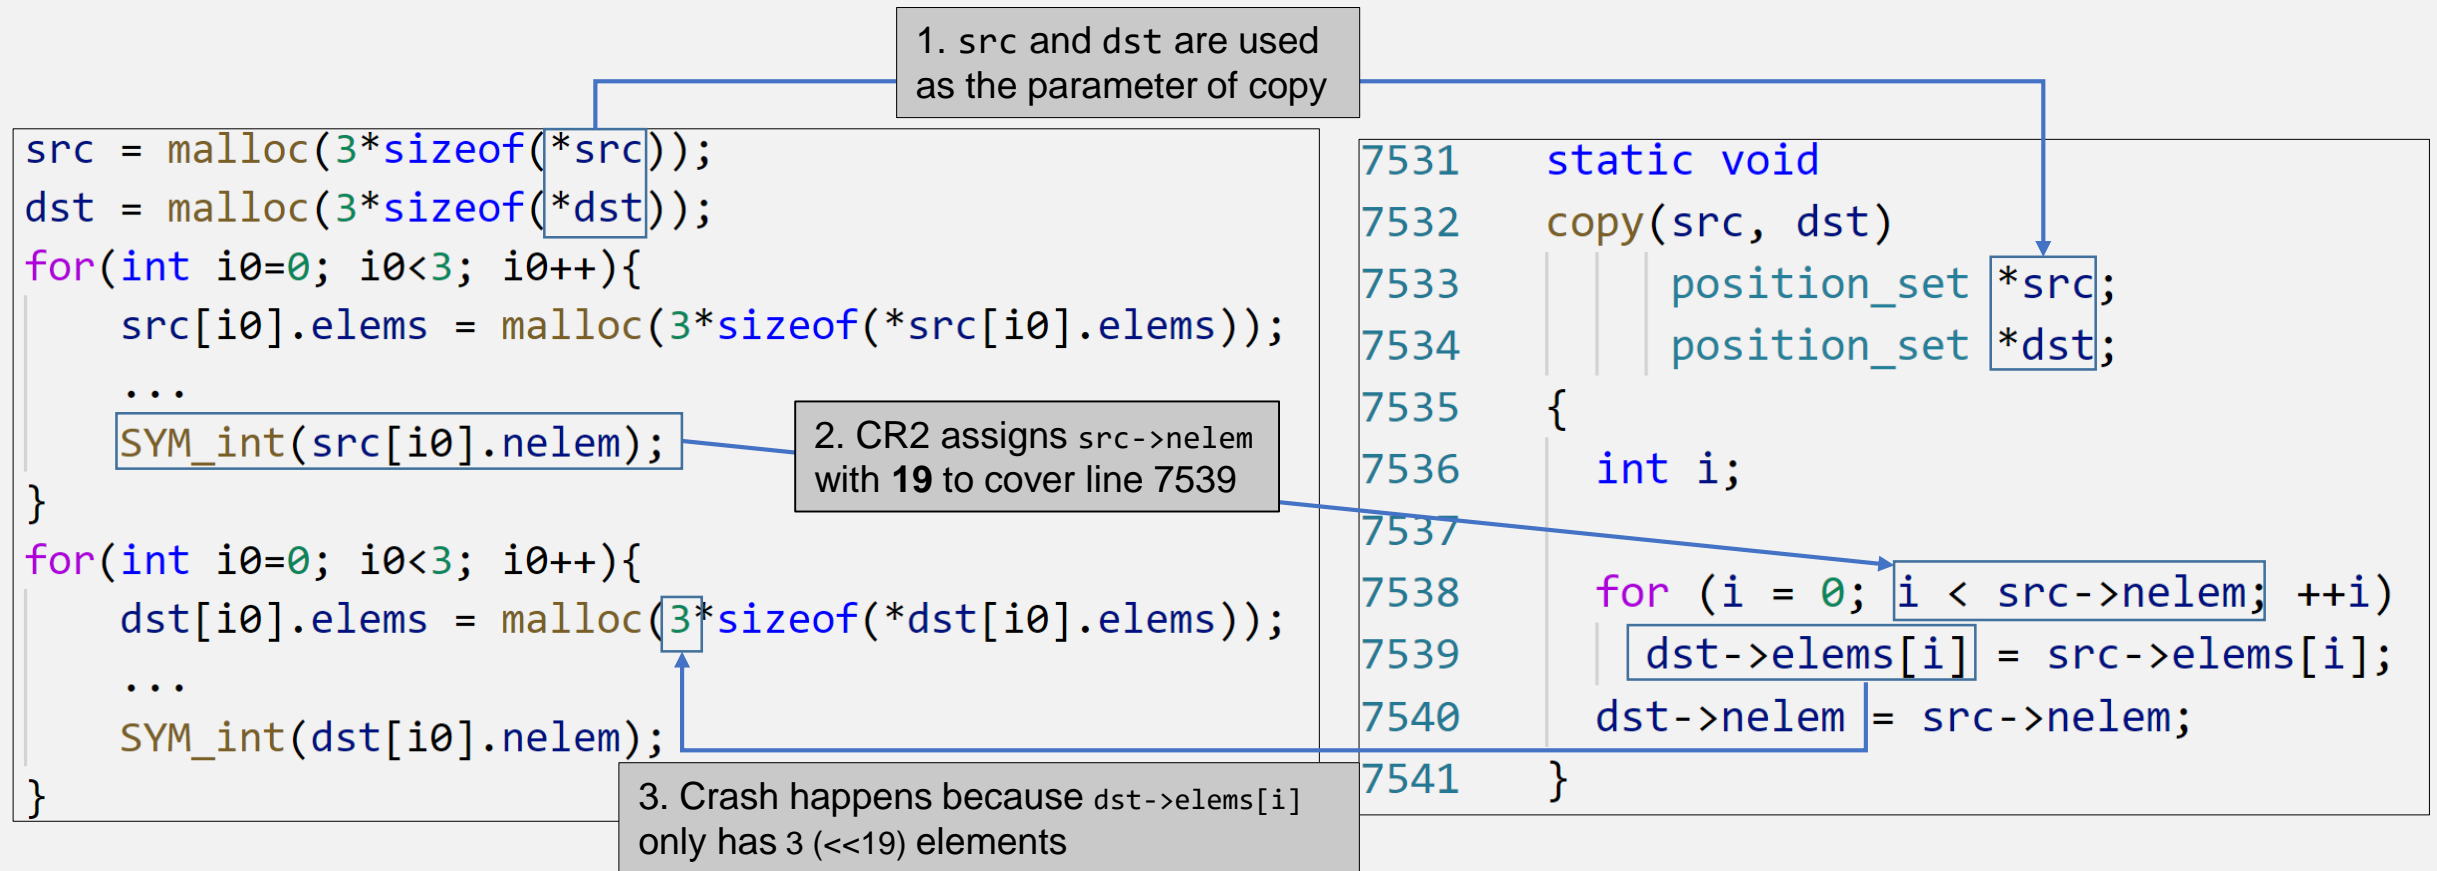 1. src and dst are used
as the parameter of copy
src = malloc(3*sizeof(*src));
dst = malloc(3*sizeof(*dst));
for(int i0=0; i0<3; i0++){
src[i0].elems = malloc(3*sizeof(*src[i0].elems));
...
SYM_int(src[i0].nelem);
}
for(int i0=0; i0<3; i0++){
dst[i0].elems = malloc(3*sizeof(*dst[i0].elems));
...
SYM_int(dst[i0].nelem);
}
2. CR2 assigns src->nelem
with 19 to cover line 7539
3. Crash happens because dst->elems[i]
only has 3 (<<19) elements
7531 static void
7532 copy(src, dst)
7533 position_set *src;
7534 position_set *dst;
7535 {
7536 int i;
7537
7538 for (i = 0; i < src->nelem; ++i)
7539 dst->elems[i] = src->elems[i];
7540 dst->nelem = src->nelem;
7541 }